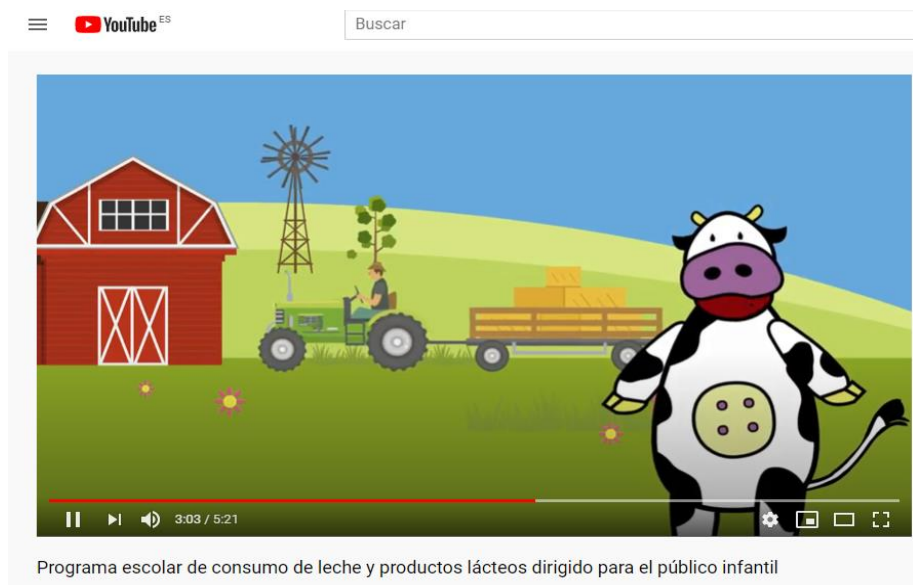 YouTube ES
Buscar
3:03 / 5:21
Programa escolar de consumo de leche y productos lácteos dirigido para el público infantil